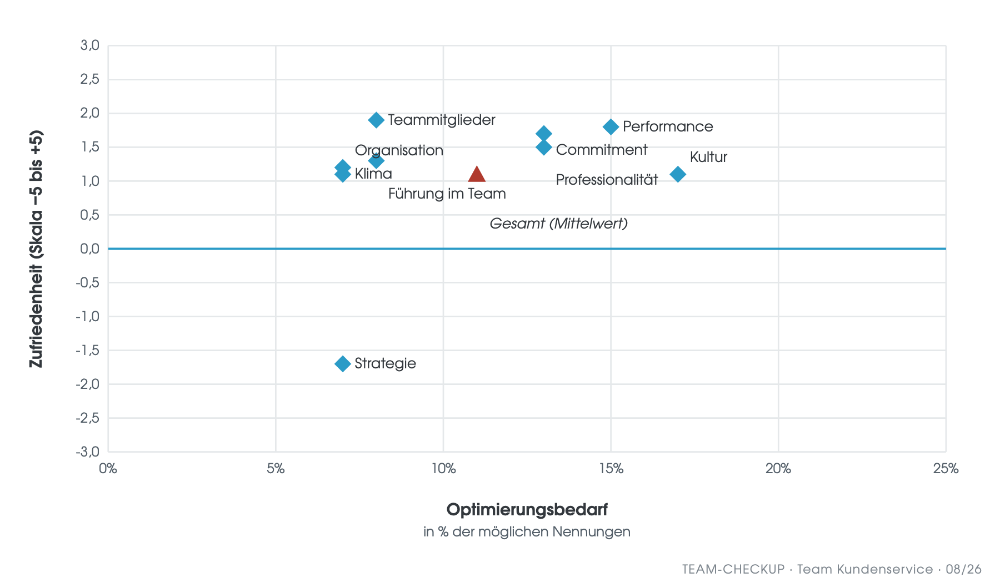 3,0
2,5
2,0
1,5
1,0
0,5
0,0
-0,5
-1,0
-1,5
-2,0
-2,5
-3,0
Zufriedenheit (Skala –5 bis +5)
Teammitglieder
Performance
Organisation
Commitment
Kultur
Klima
Professionalität
Führung im Team
Gesamt (Mittelwert)
Strategie
0%
5%
10%
15%
20%
25%
Optimierungsbedarf
in % der möglichen Nennungen
TEAM-CHECKUP · Team Kundenservice · 08/26